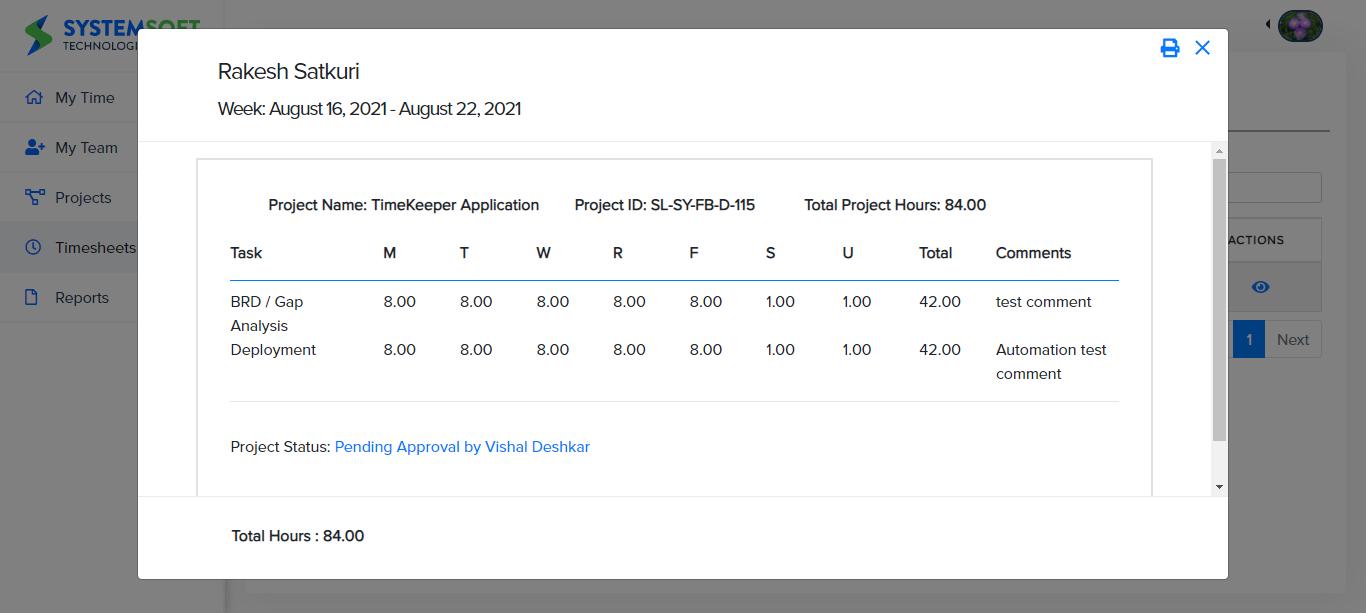 SYSTEMSOFT
TECHNOLOGI
My Time
My Team
Projects
Timesheets
Reports
Rakesh Satkuri
Week: August 16, 2021 - August 22, 2021
Project Name: TimeKeeper Application Project ID: SL-SY-FB-D-115 Total Project Hours: 84.00
Task M T W R F S U Total Comments
BRD / Gap 8.00 8.00 8.00 8.00 8.00 1.00 1.00 42.00 test comment
Analysis
Deployment 8.00 8.00 8.00 8.00 8.00 1.00 1.00 42.00 Automation test
comment
Project Status: Pending Approval by Vishal Deshkar
Total Hours : 84.00
ACTIONS
1 Next